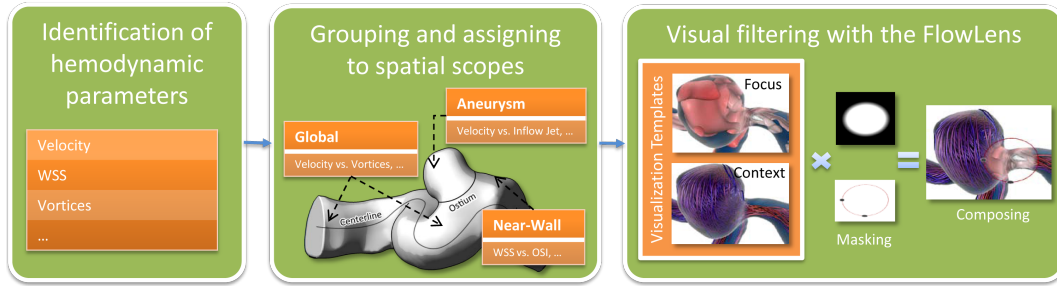 Identification of
hemodynamic
parameters
Velocity
WSS
Vortices
...
Grouping and assigning
to spatial scopes
Aneurysm
Velocity vs. Inflow Jet, ...
Global
Velocity vs. Vortices, ...
Centerline
Ostium
Near-Wall
WSS vs. OSI, ...
Visual filtering with the FlowLens
Visualization Templates
Focus
Context
Masking
Composing